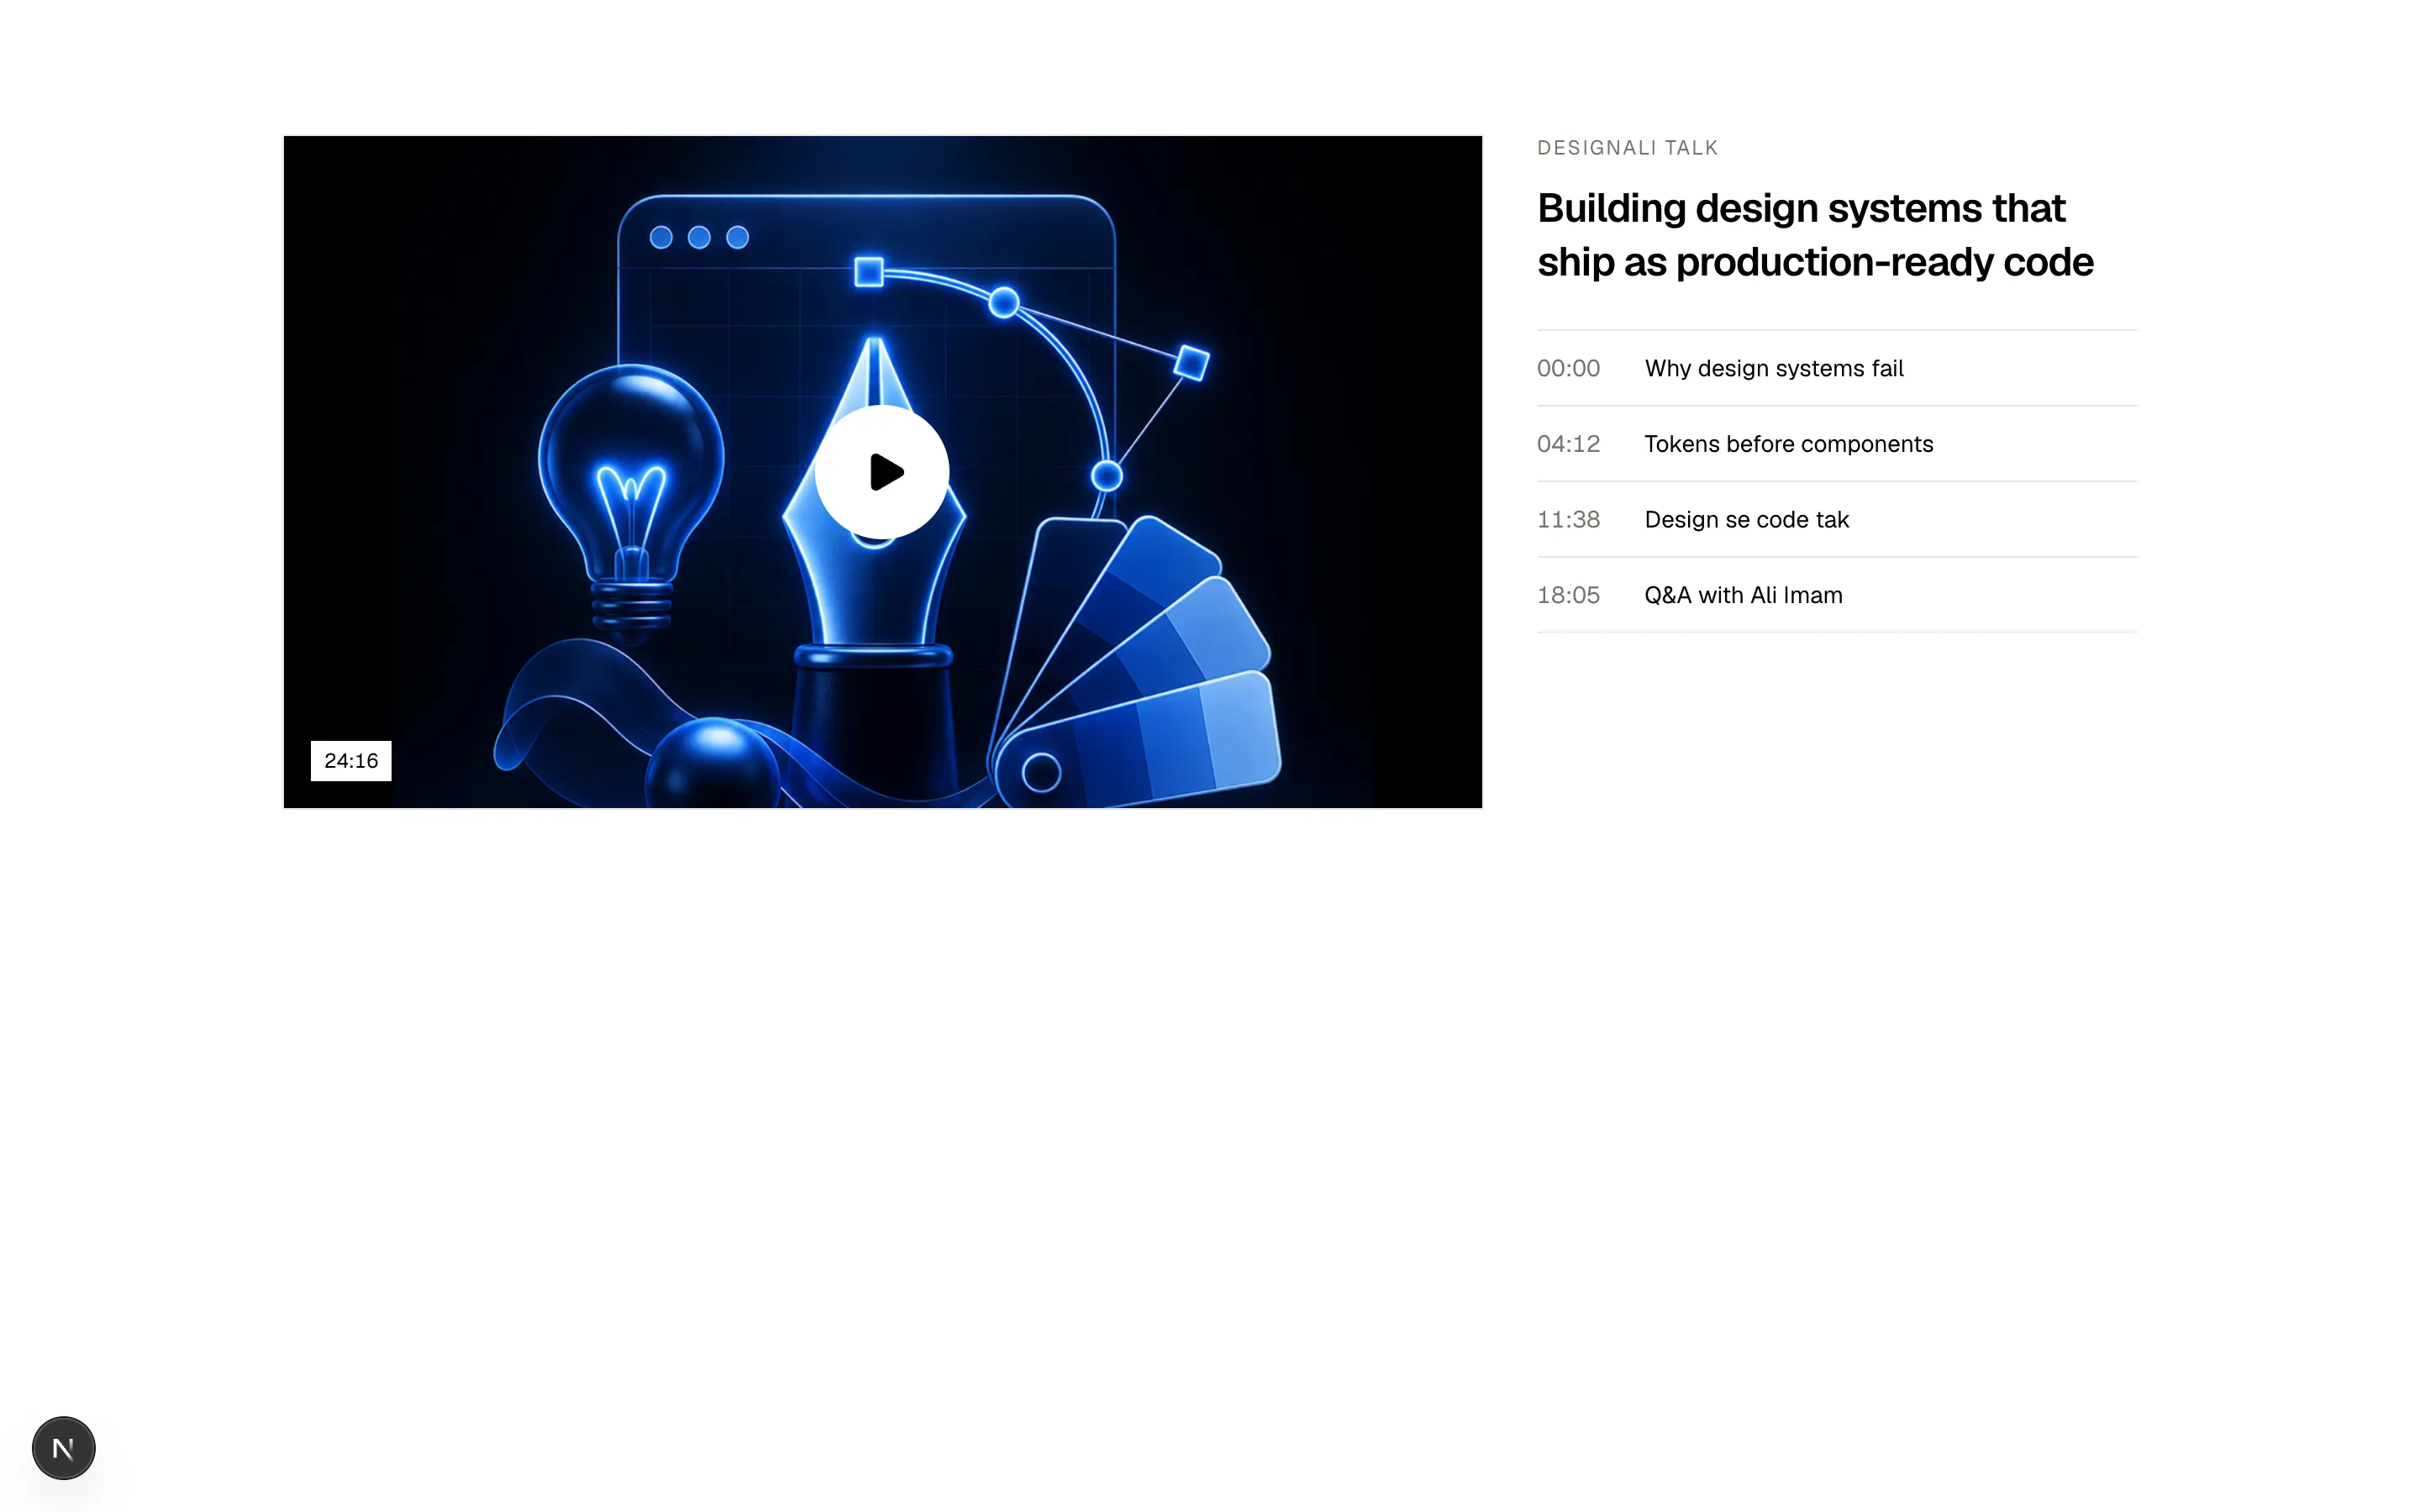 DESIGNALI TALK
Building design systems that
ship as production-ready code
00:00 Why design systems fail
04:12 Tokens before components
11:38 Design se code tak
18:05 Q&A with Ali Imam
24:16
N